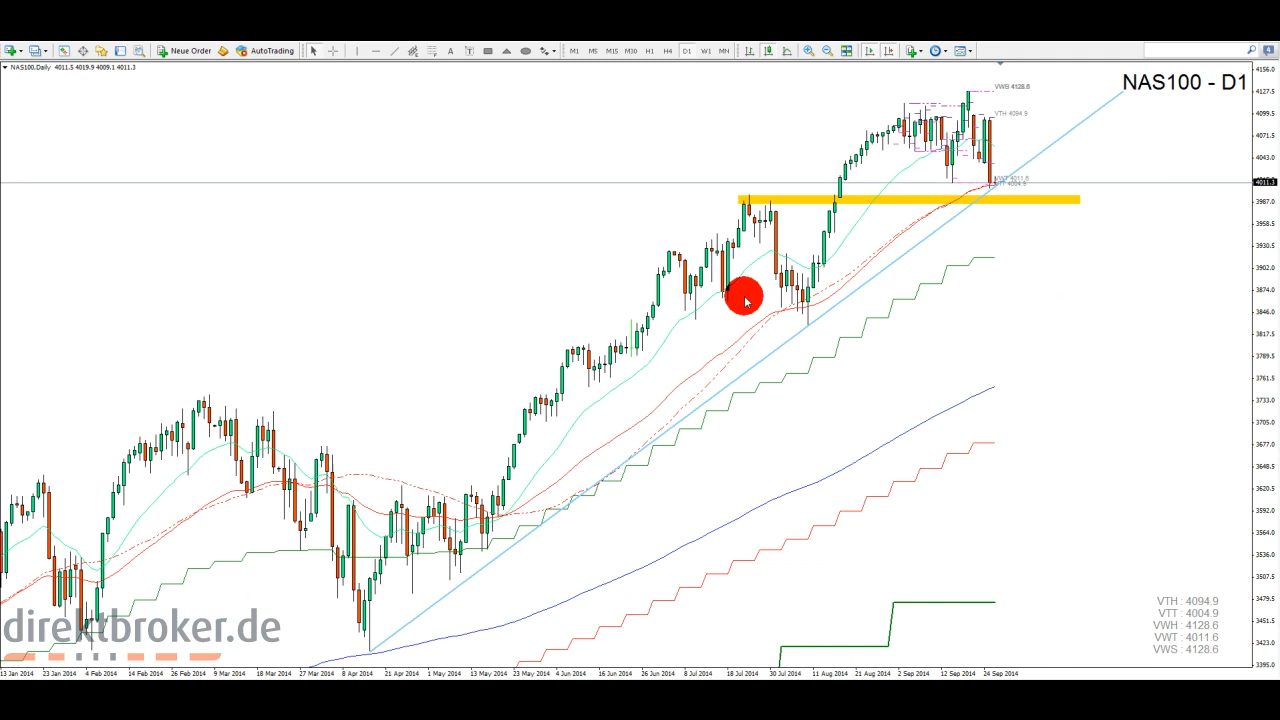 Neue Order AutoTrading A T M1 M5 M15 M30 H1 H4 D1 W1 MN
NAS100.Daily 4011.5 4019.9 4009.1 4011.3
NAS100 - D1
VWB 4128.6
VTH 4094.9
VWT 4011.6
VTT 4004.9
4156.0
4127.5
4099.5
4071.5
4043.0
4011.3
3987.0
3958.5
3930.5
3902.0
3874.0
3846.0
3817.5
3789.5
3761.5
3733.0
3705.0
3677.0
3648.5
3620.5
3592.0
3564.0
3536.0
3507.5
3479.5
3451.5
3423.0
3395.0
direktbroker.de
VTH : 4094.9
VTT : 4004.9
VWH : 4128.6
VWT : 4011.6
VWS : 4128.6
13 Jan 2014 23 Jan 2014 4 Feb 2014 14 Feb 2014 26 Feb 2014 9 Mar 2014 18 Mar 2014 27 Mar 2014 8 Apr 2014 21 Apr 2014 1 May 2014 13 May 2014 23 May 2014 4 Jun 2014 16 Jun 2014 26 Jun 2014 8 Jul 2014 18 Jul 2014 30 Jul 2014 11 Aug 2014 21 Aug 2014 2 Sep 2014 12 Sep 2014 24 Sep 2014